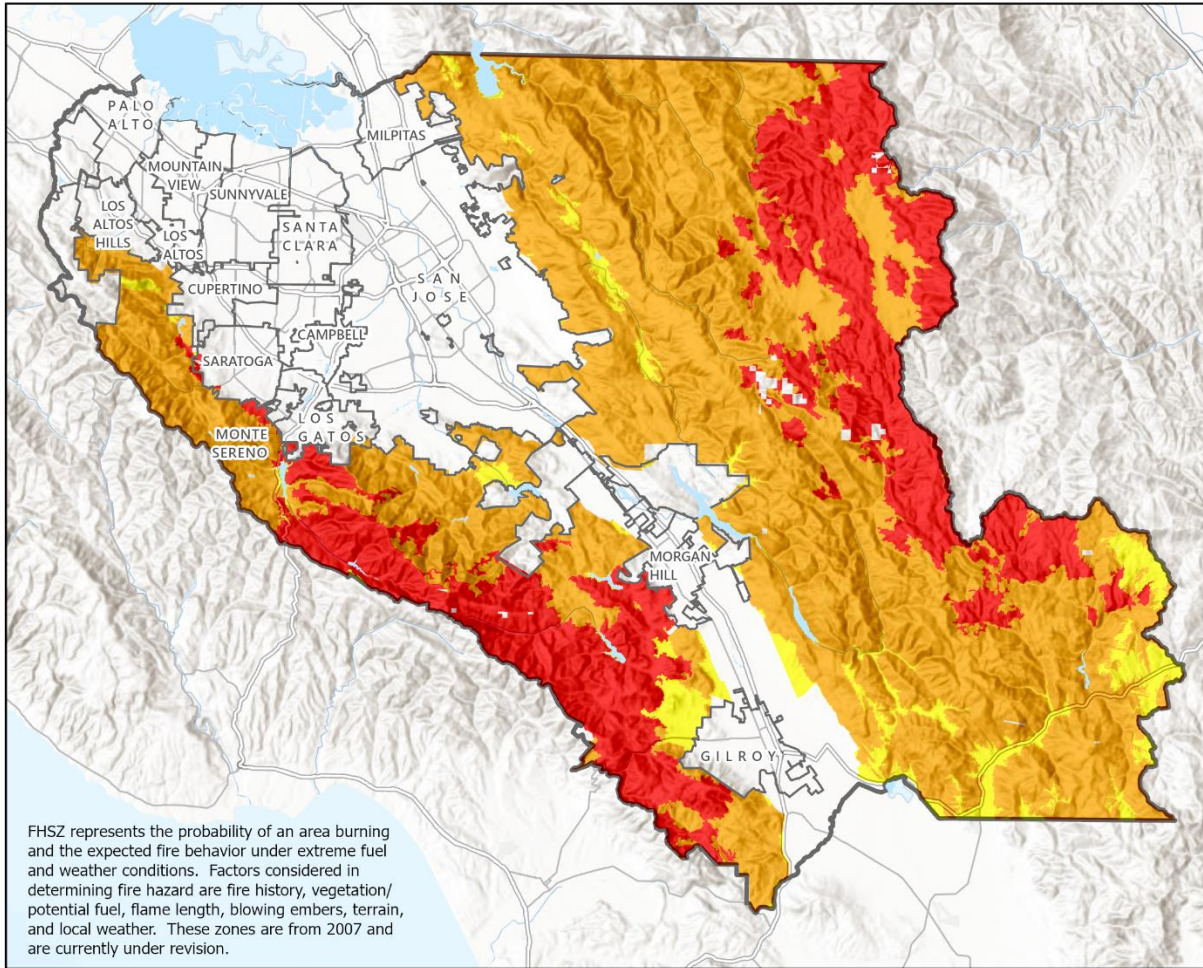 PALO
ALTO
MILPITAS
MOUNTAIN
VIEW
SUNNYVALE
LOS
ALTOS
HILLS
LOS
ALTOS
SANTA
CLARA
CUPERTINO
SAN
JOSE
CAMPBELL
SARATOGA
LOS
GATOS
MONTE
SERENO
MORGAN
HILL
GILROY
FHSZ represents the probability of an area burning
and the expected fire behavior under extreme fuel
and weather conditions. Factors considered in
determining fire hazard are fire history, vegetation/
potential fuel, flame length, blowing embers, terrain,
and local weather. These zones are from 2007 and
are currently under revision.